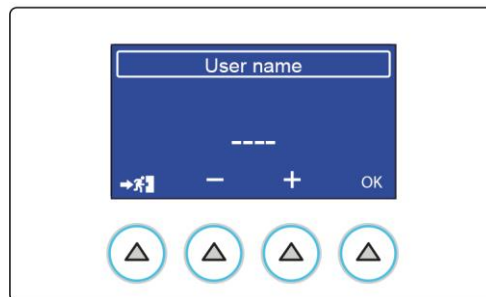 User name
----
− + OK